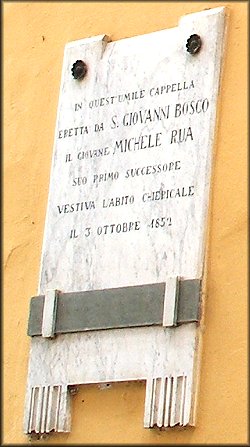 IN QUEST'UMILE CAPPELLA
ERETTA DA S. GIOVANNI BOSCO
IL GIOVANE MICHELE RUA
SUO PRIMO SUCCESSORE
VESTIVA L'ABITO CHIERICALE
IL 3 OTTOBRE 1852